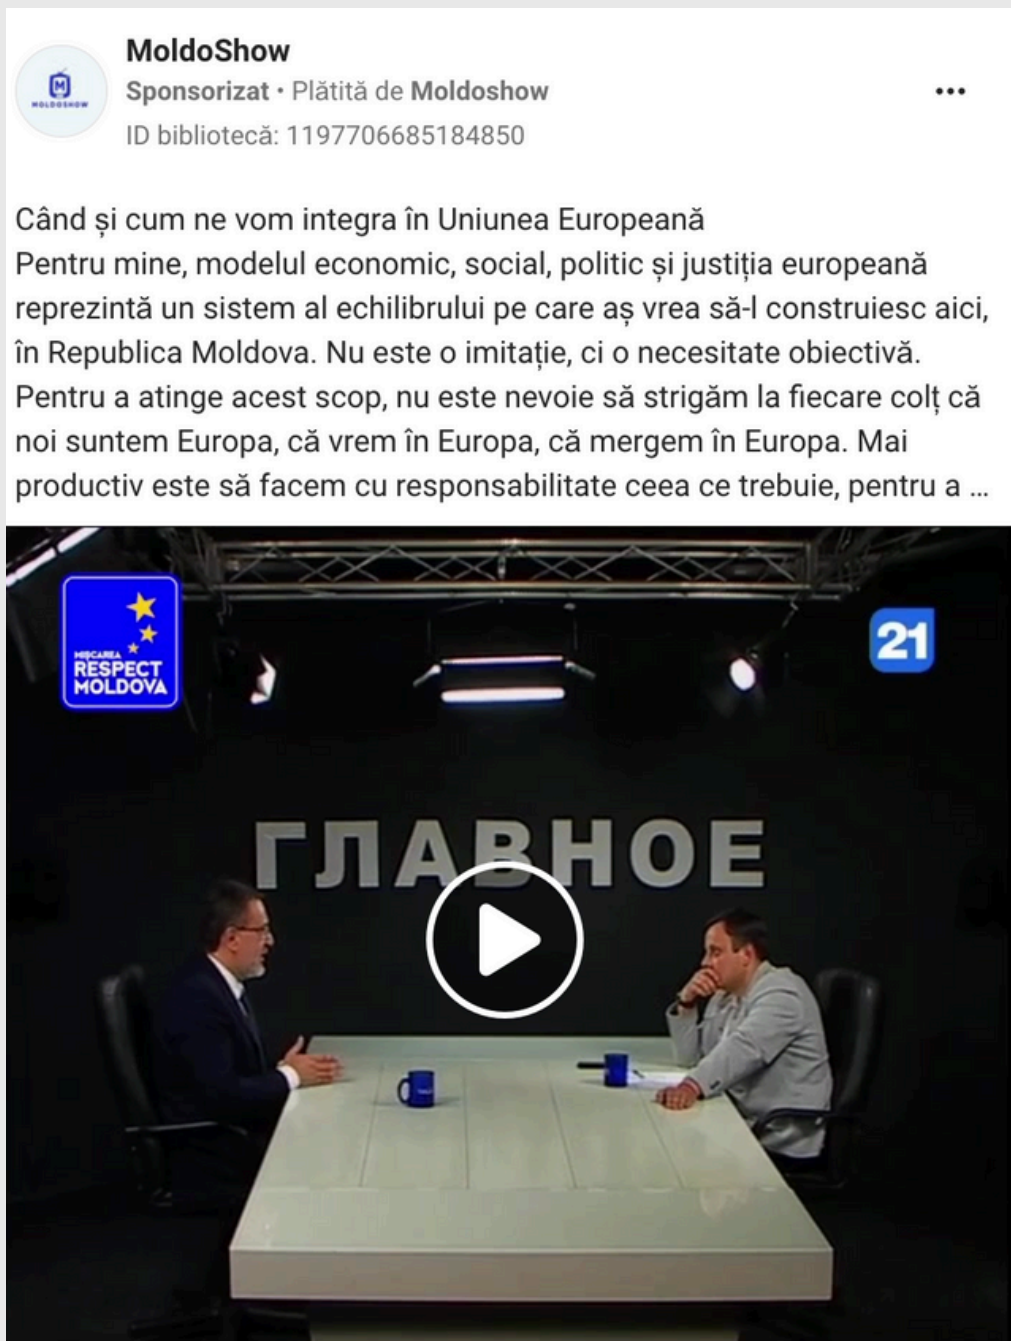 MoldoShow
Sponsorizat • Plătită de Moldoshow
ID bibliotecă: 1197706685184850
Când și cum ne vom integra în Uniunea Europeană
Pentru mine, modelul economic, social, politic și justiția europeană
reprezintă un sistem al echilibrului pe care aș vrea să-l construiesc aici,
în Republica Moldova. Nu este o imitație, ci o necesitate obiectivă.
Pentru a atinge acest scop, nu este nevoie să strigăm la fiecare colț că
noi suntem Europa, că vrem în Europa, că mergem în Europa. Mai
productiv este să facem cu responsabilitate ceea ce trebuie, pentru a ...
M
MOLDOSHOW
MIȘCAREA
RESPECT
MOLDOVA
21
ГЛАВНОЕ